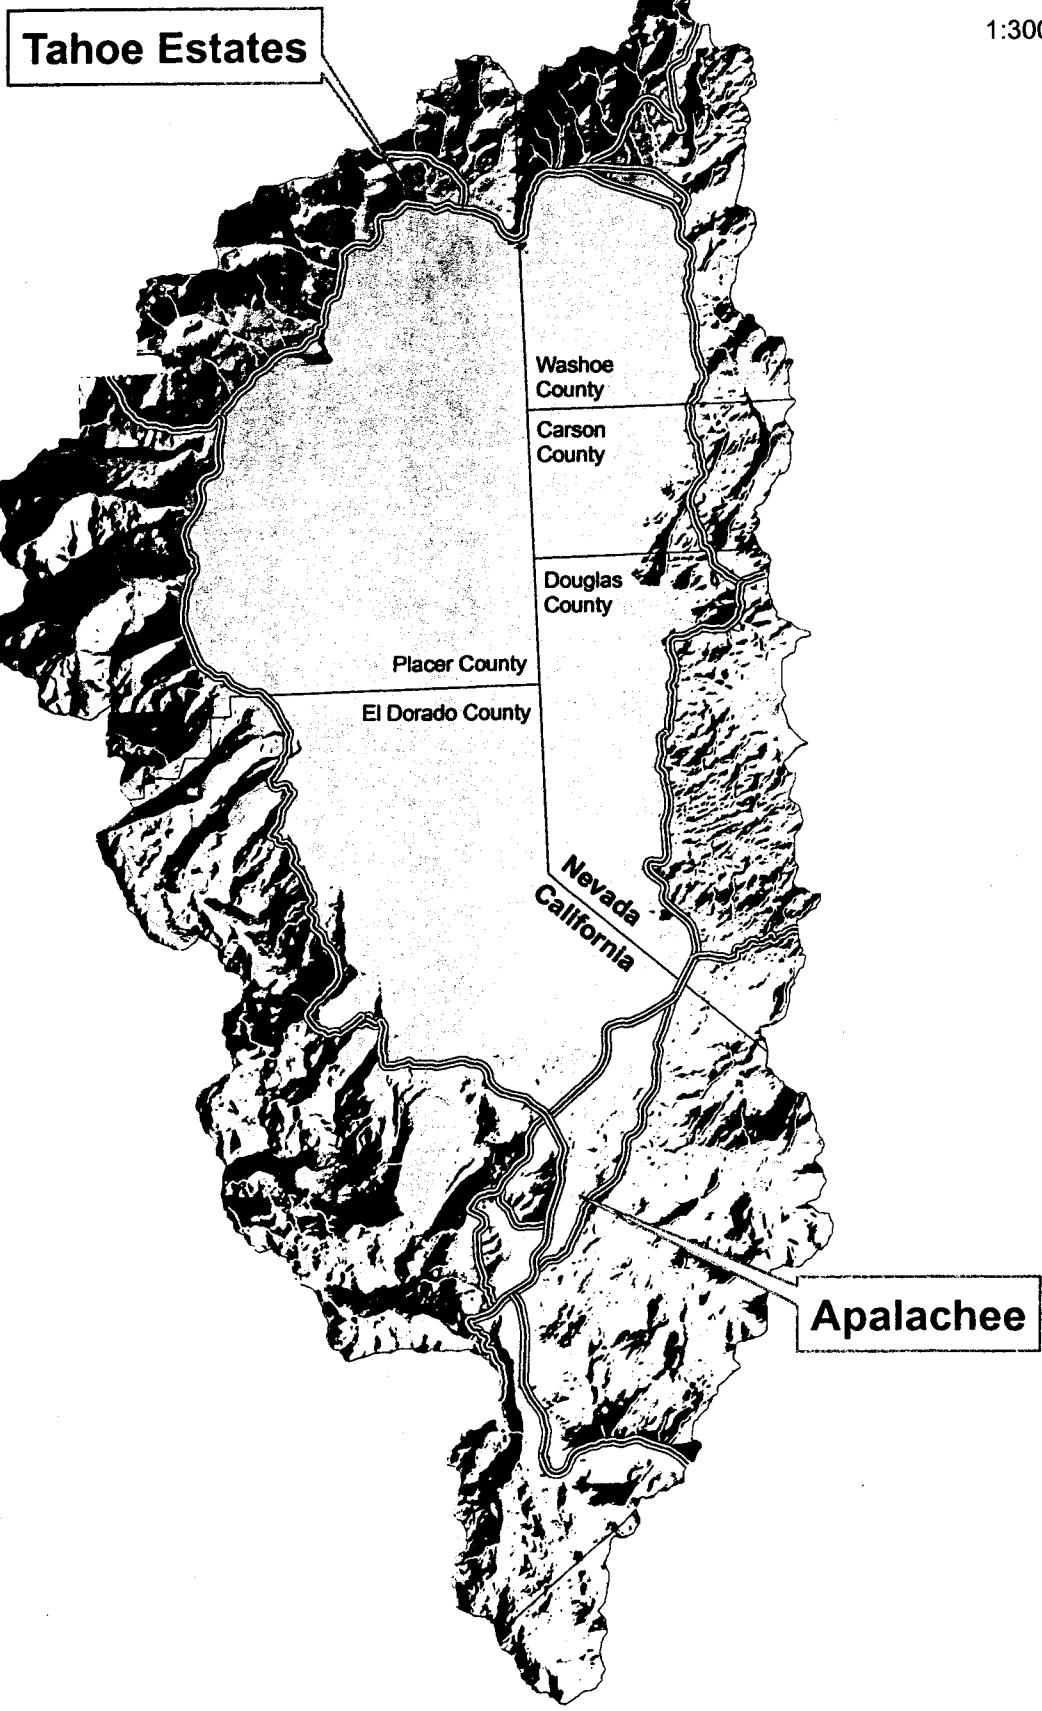 Tahoe Estates
1:300
Washoe
County
Carson
County
Douglas
County
Placer County
El Dorado County
Nevada
California
Apalachee